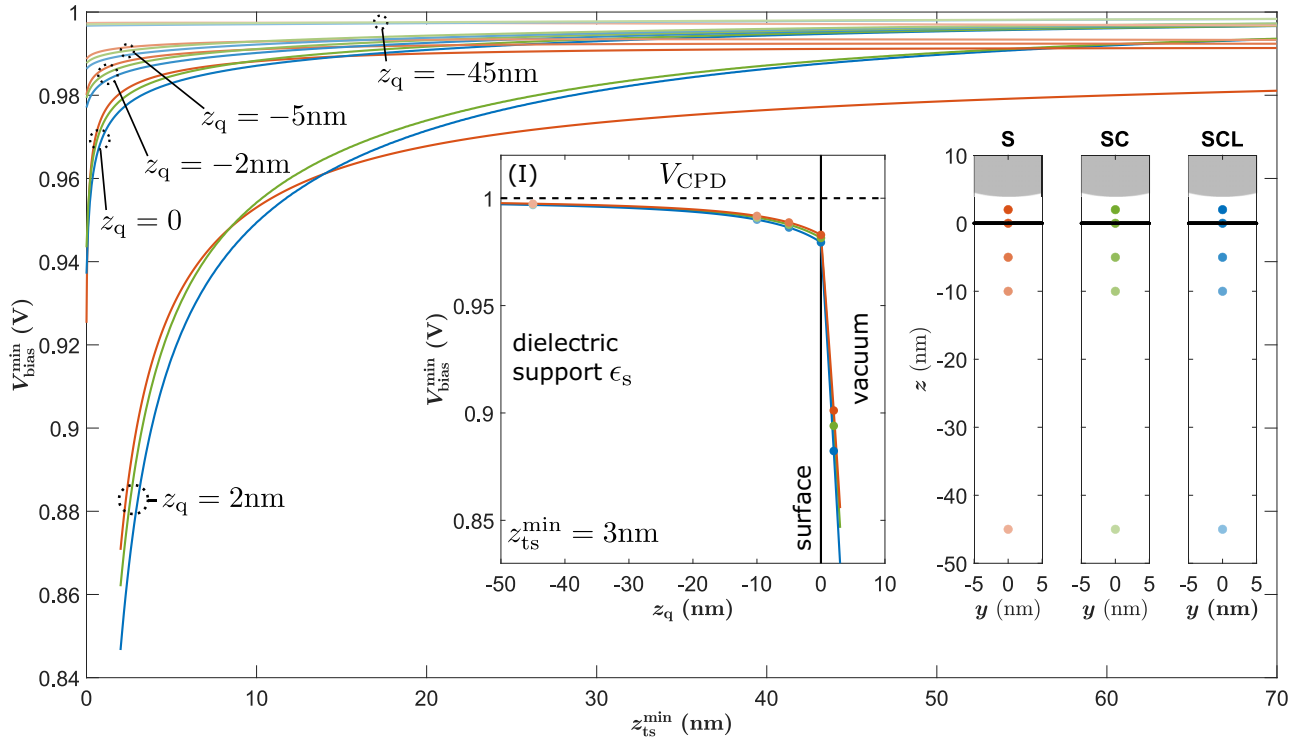 1
0.98
0.96
0.94
0.92
0.9
0.88
0.86
0.84
V_bias^min (V)
0
10
20
30
40
50
60
70
z_ts^min (nm)
z_q = −45nm
z_q = −5nm
z_q = −2nm
z_q = 0
z_q = 2nm
(I)
V_CPD
dielectric
support ϵ_s
surface
vacuum
z_ts^min = 3nm
1
0.95
0.9
0.85
V_bias^min (V)
-50
-40
-30
-20
-10
0
10
z_q (nm)
S
SC
SCL
10
0
-10
-20
-30
-40
-50
z (nm)
-5 0 5
y (nm)
-5 0 5
y (nm)
-5 0 5
y (nm)